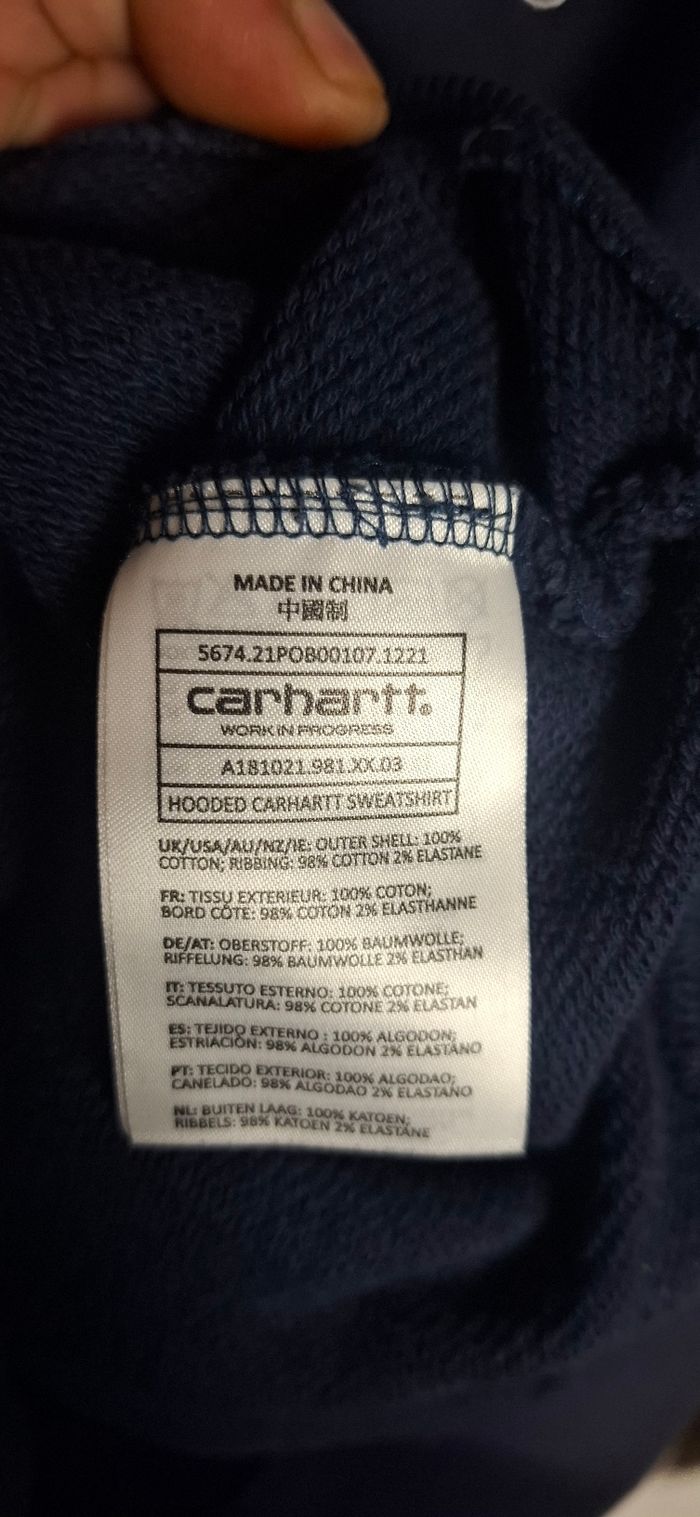 MADE IN CHINA
中國制
5674.21POB00107.1221
carhartt.
WORK IN PROGRESS
A181021.981.XX.03
HOODED CARHARTT SWEATSHIRT
UK/USA/AU/NZ/IE: OUTER SHELL: 100%
COTTON; RIBBING: 98% COTTON 2% ELASTANE
FR: TISSU EXTERIEUR: 100% COTON;
BORD CÔTE: 98% COTON 2% ELASTHANNE
DE/AT: OBERSTOFF: 100% BAUMWOLLE;
RIFFELUNG: 98% BAUMWOLLE 2% ELASTHAN
IT: TESSUTO ESTERNO: 100% COTONE;
SCANALATURA: 98% COTONE 2% ELASTAN
ES: TEJIDO EXTERNO : 100% ALGODON;
ESTRIACIÓN: 98% ALGODON 2% ELASTANO
PT: TECIDO EXTERIOR: 100% ALGODAO;
CANELADO: 98% ALGODAO 2% ELASTANO
NL: BUITEN LAAG: 100% KATOEN;
RIBBELS: 98% KATOEN 2% ELASTANE